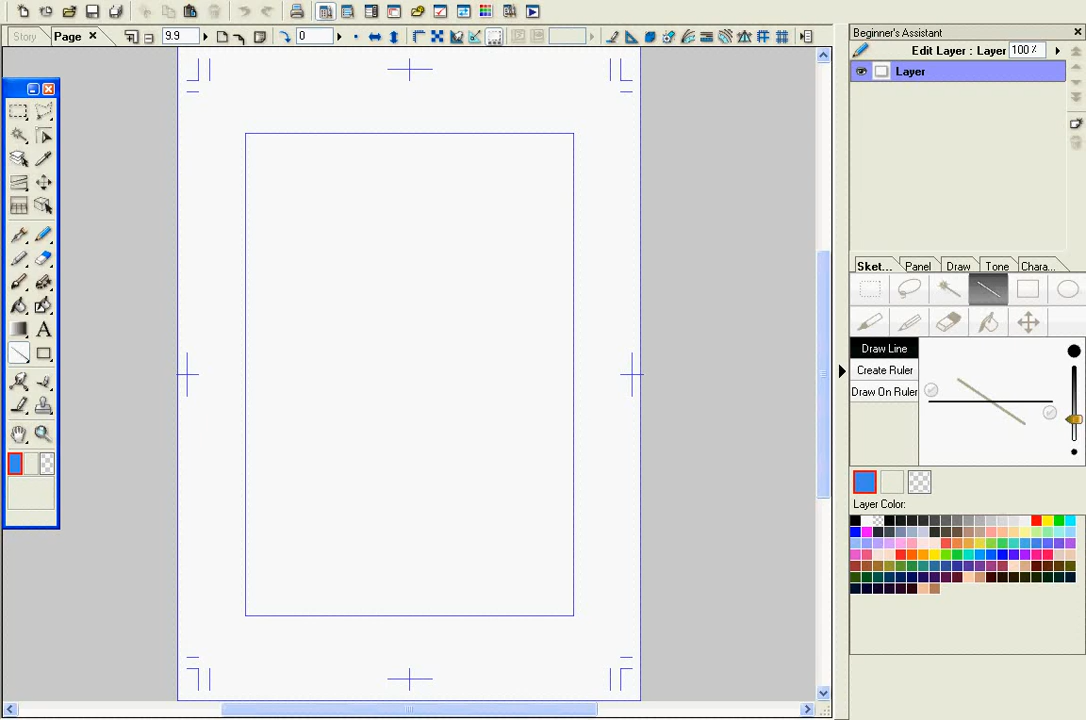 Story Page 9.9 0
Beginner's Assistant
Edit Layer : Layer 100%
Layer
Sket... Panel Draw Tone Chara...
Draw Line
Create Ruler
Draw On Ruler
Layer Color:
A